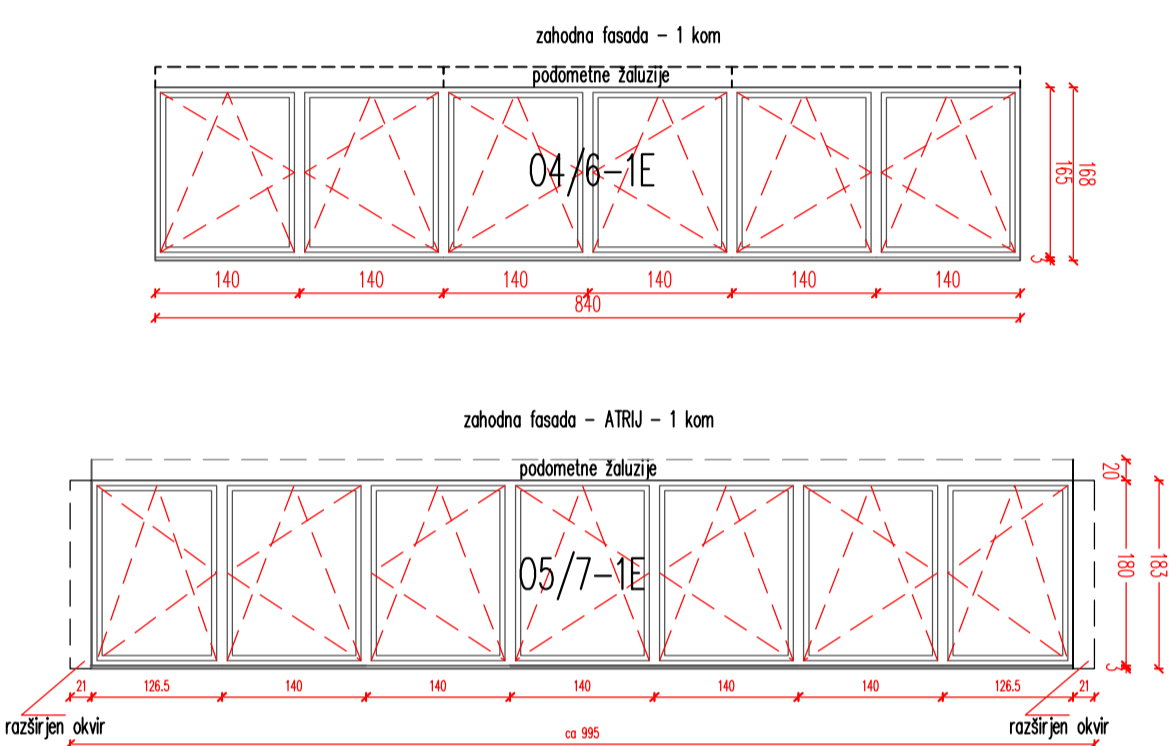 zahodna fasada – 1 kom
podometne žaluzije
04/6-1E
165
168
3
140 140 140 140 140 140
840
zahodna fasada – ATRIJ – 1 kom
podometne žaluzije
20
05/7-1E
180
183
3
21 126.5 140 140 140 140 140 126.5 21
razširjen okvir razširjen okvir
ca 995